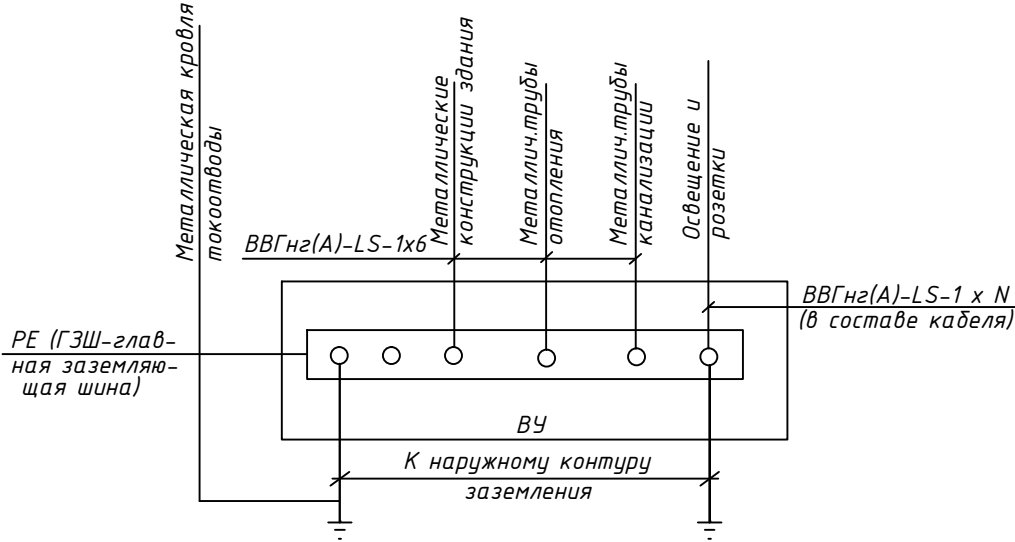 Металлическая кровля
токоотводы
Металлические
конструкции здания
Металлич.трубы
отопления
Металлич.трубы
канализации
Освещение и
розетки
ВВГнг(А)-LS-1х6
ВВГнг(А)-LS-1 х N
(в составе кабеля)
РЕ (ГЗШ-глав-
ная заземляю-
щая шина)
ВУ
К наружному контуру
заземления